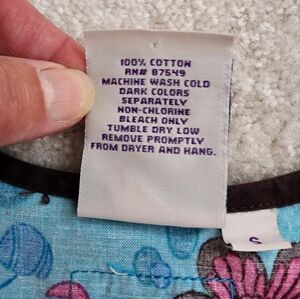 100% COTTON
RN# 87549
MACHINE WASH COLD
DARK COLORS
SEPARATELY
NON-CHLORINE
BLEACH ONLY
TUMBLE DRY LOW
REMOVE PROMPTLY
FROM DRYER AND HANG.
S